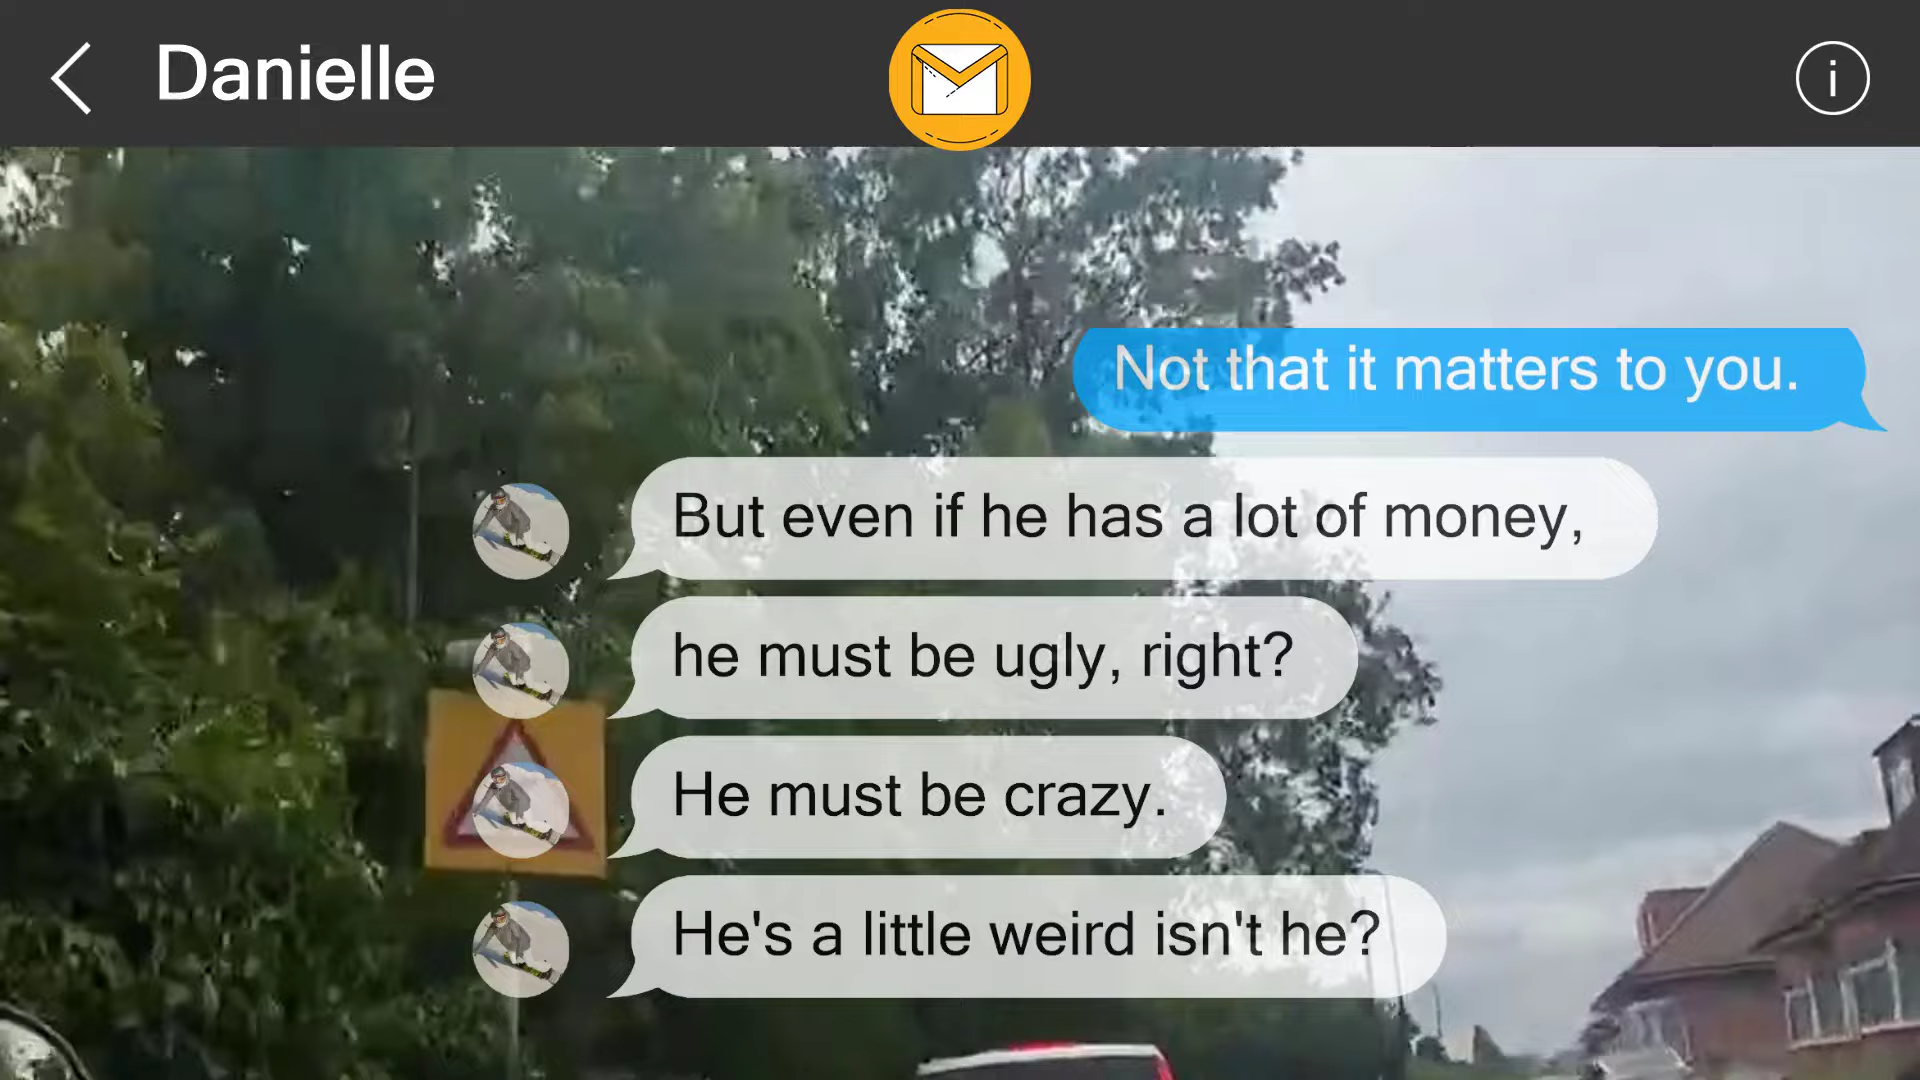 Danielle
Not that it matters to you.
But even if he has a lot of money,
he must be ugly, right?
He must be crazy.
He's a little weird isn't he?